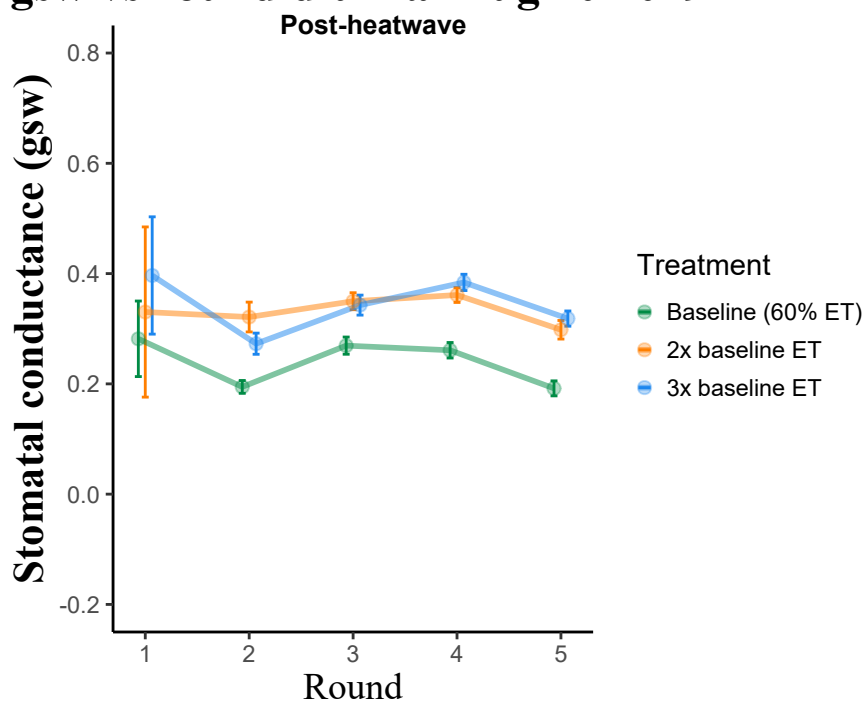 Post-heatwave
Stomatal conductance (gsw)
0.8
0.6
0.4
0.2
0.0
-0.2
1 2 3 4 5
Round
Treatment
Baseline (60% ET)
2x baseline ET
3x baseline ET